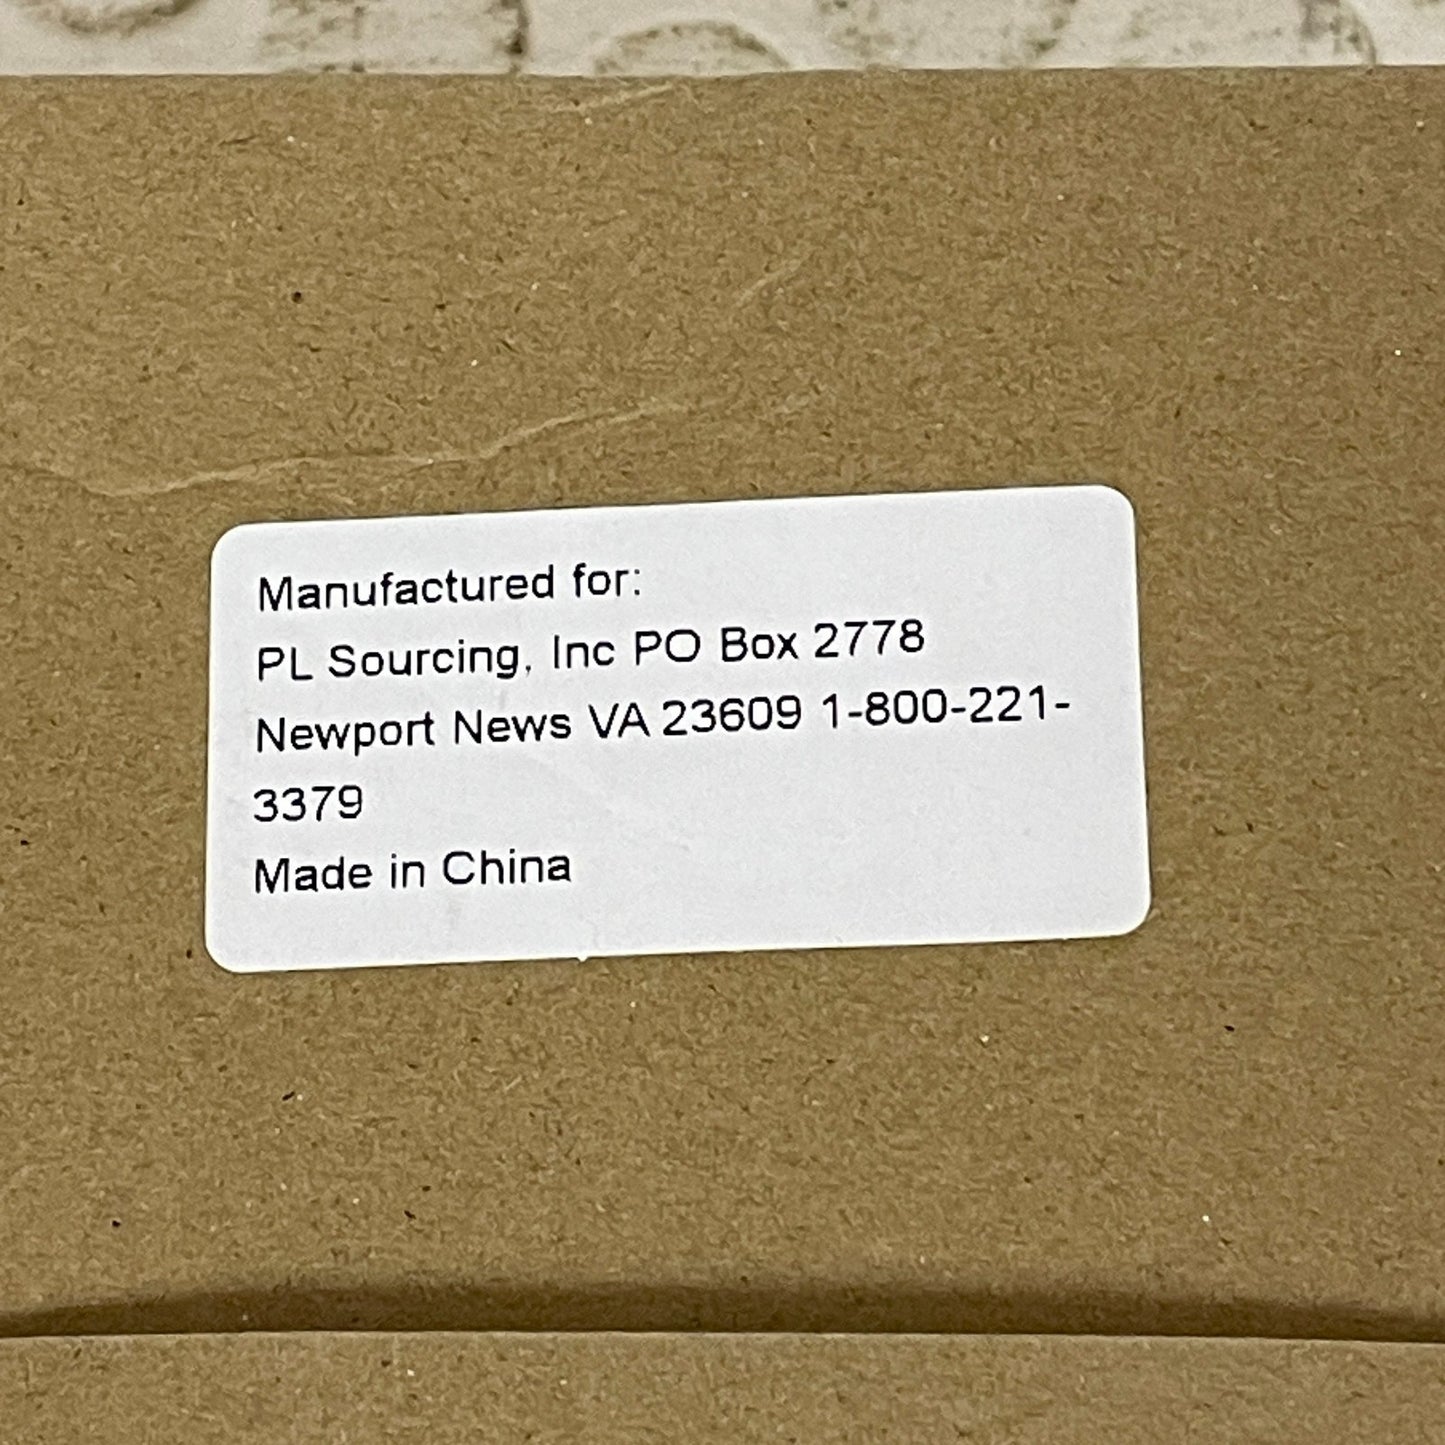 Manufactured for:
PL Sourcing, Inc PO Box 2778
Newport News VA 23609 1-800-221-
3379
Made in China